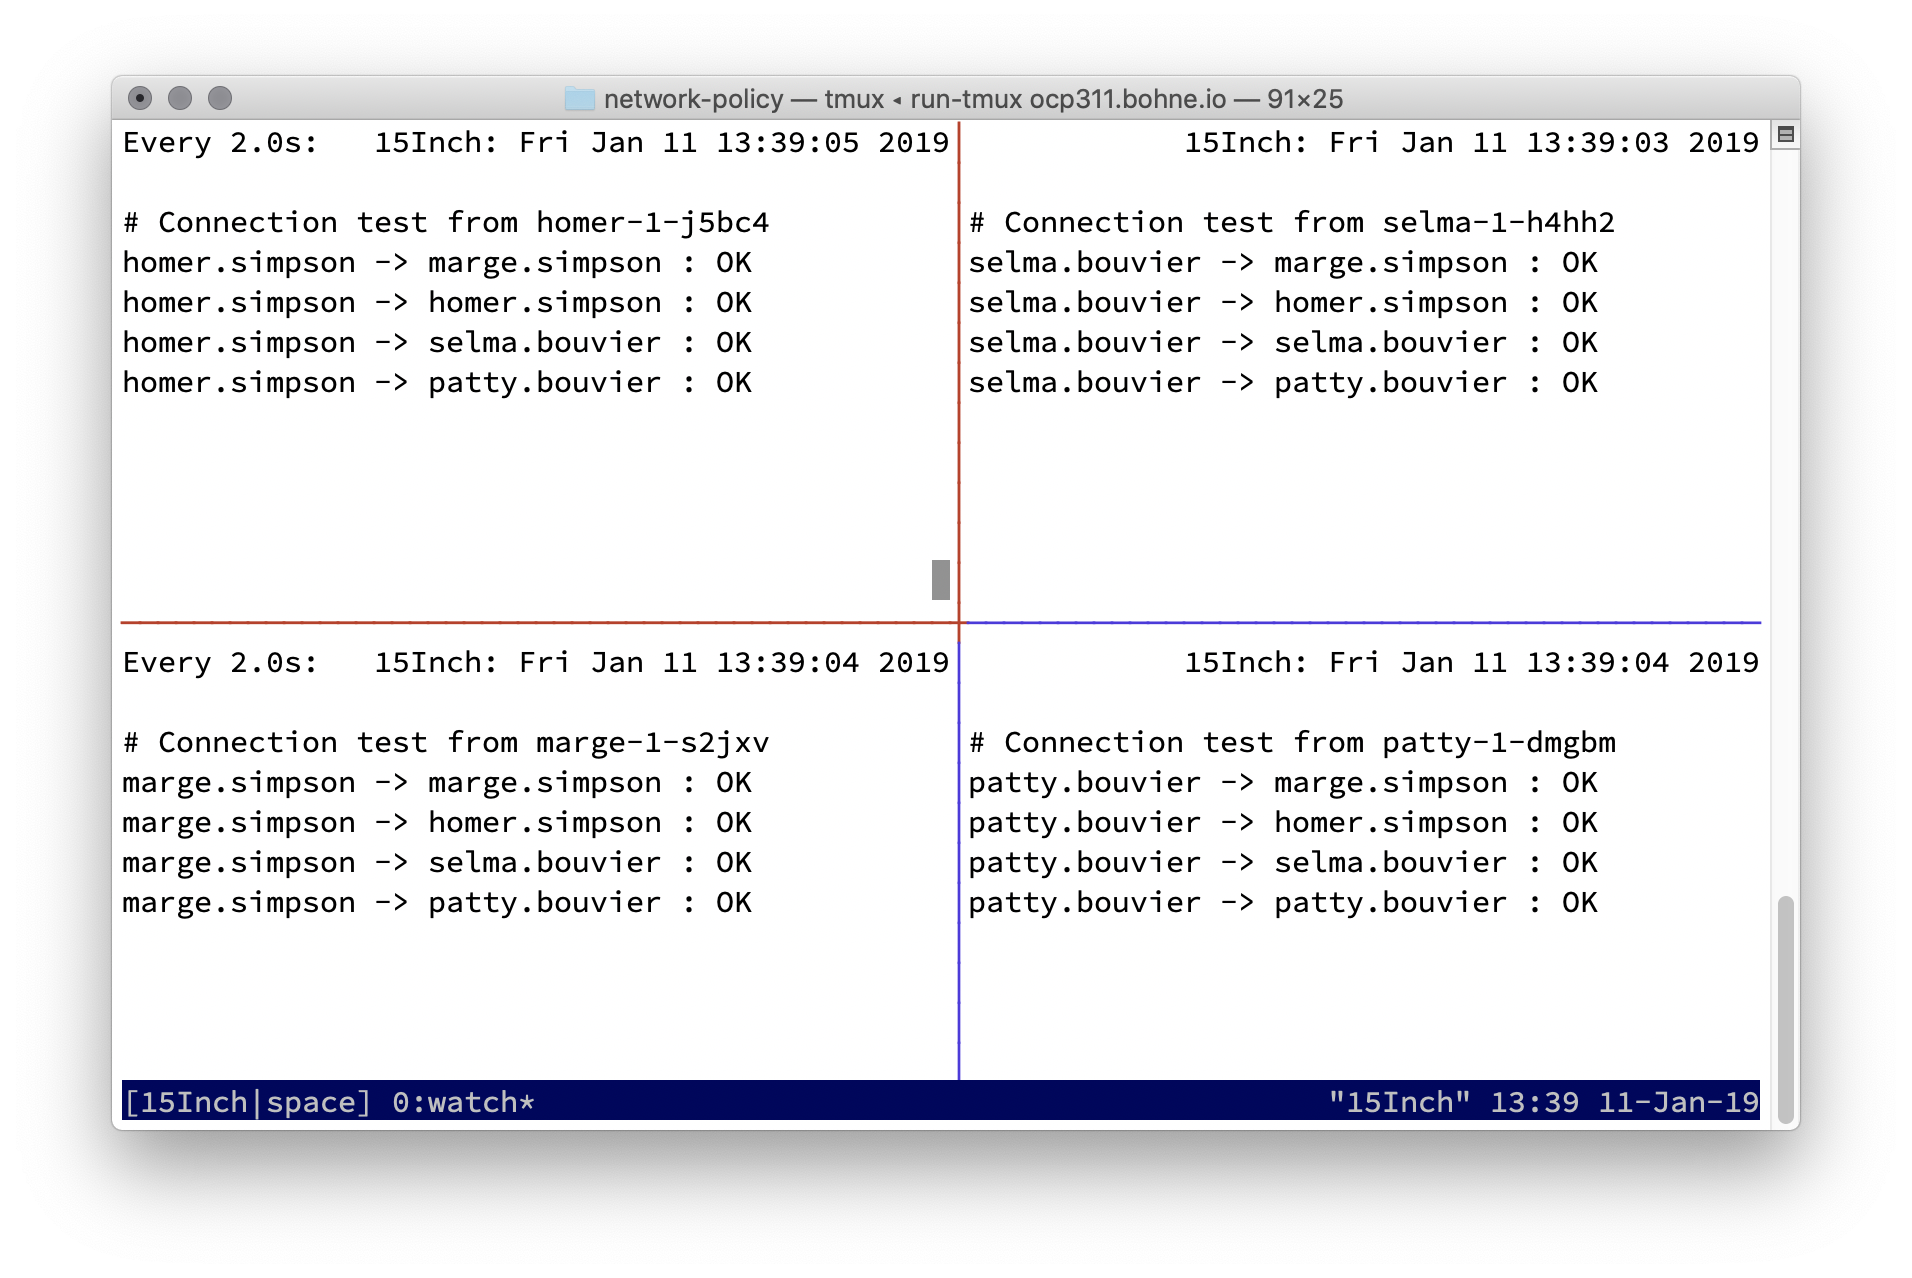 network-policy — tmux ◂ run-tmux ocp311.bohne.io — 91×25
Every 2.0s:   15Inch: Fri Jan 11 13:39:05 2019
# Connection test from homer-1-j5bc4
homer.simpson -> marge.simpson : OK
homer.simpson -> homer.simpson : OK
homer.simpson -> selma.bouvier : OK
homer.simpson -> patty.bouvier : OK
15Inch: Fri Jan 11 13:39:03 2019
# Connection test from selma-1-h4hh2
selma.bouvier -> marge.simpson : OK
selma.bouvier -> homer.simpson : OK
selma.bouvier -> selma.bouvier : OK
selma.bouvier -> patty.bouvier : OK
Every 2.0s:   15Inch: Fri Jan 11 13:39:04 2019
# Connection test from marge-1-s2jxv
marge.simpson -> marge.simpson : OK
marge.simpson -> homer.simpson : OK
marge.simpson -> selma.bouvier : OK
marge.simpson -> patty.bouvier : OK
15Inch: Fri Jan 11 13:39:04 2019
# Connection test from patty-1-dmgbm
patty.bouvier -> marge.simpson : OK
patty.bouvier -> homer.simpson : OK
patty.bouvier -> selma.bouvier : OK
patty.bouvier -> patty.bouvier : OK
[15Inch|space] 0:watch* "15Inch" 13:39 11-Jan-19